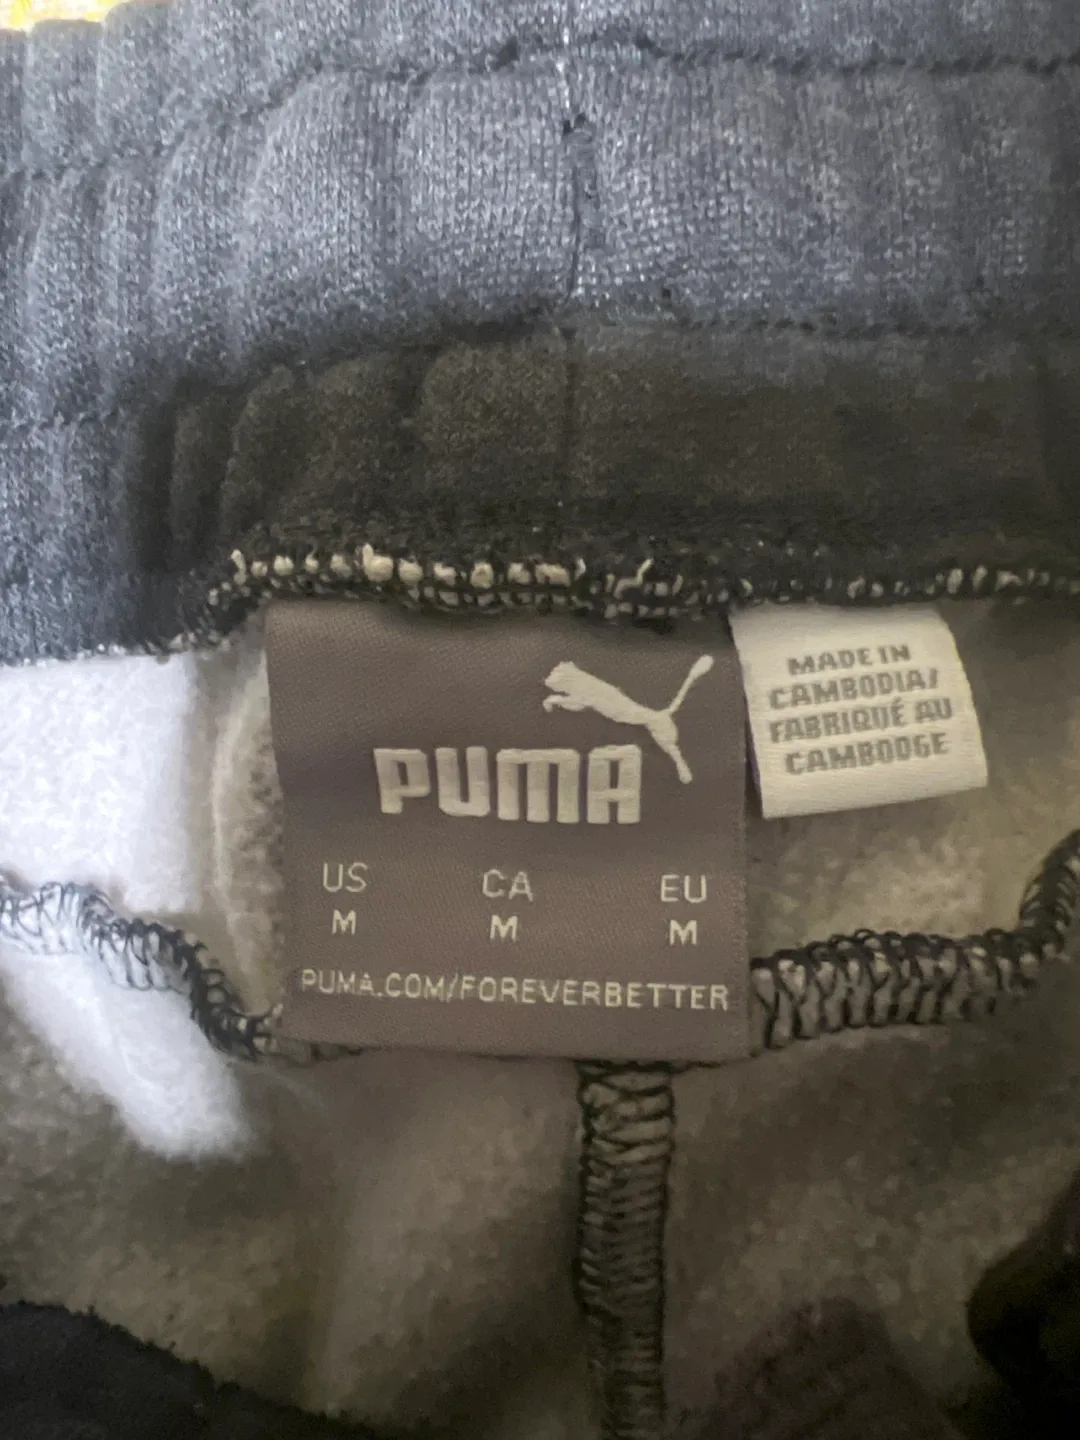 PUMA
US CA EU
M M M
PUMA.COM/FOREVERBETTER
MADE IN
CAMBODIA/
FABRIQUÉ AU
CAMBODGE